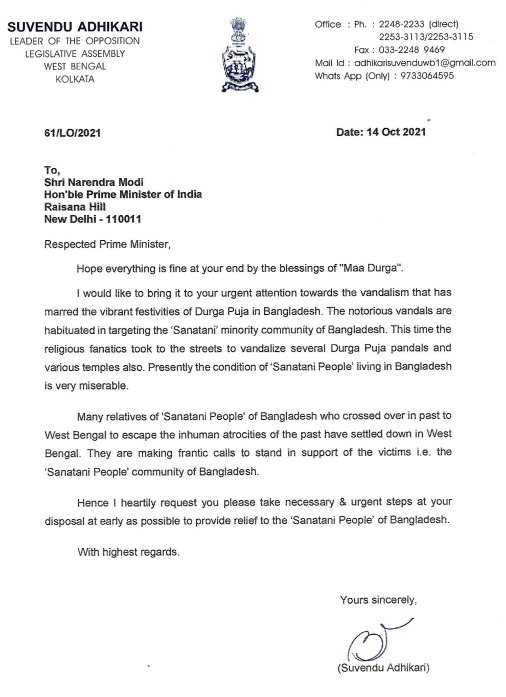 SUVENDU ADHIKARI
LEADER OF THE OPPOSITION
LEGISLATIVE ASSEMBLY
WEST BENGAL
KOLKATA
Office : Ph. : 2248-2233 (direct)
2253-3113/2253-3115
Fax : 033-2248 9469
Mail Id : adhikarisuvenduwb1@gmail.com
Whats App (Only) : 9733064595
61/LO/2021
Date: 14 Oct 2021
To,
Shri Narendra Modi
Hon'ble Prime Minister of India
Raisana Hill
New Delhi - 110011
Respected Prime Minister,
Hope everything is fine at your end by the blessings of "Maa Durga".
I would like to bring it to your urgent attention towards the vandalism that has
marred the vibrant festivities of Durga Puja in Bangladesh. The notorious vandals are
habituated in targeting the 'Sanatani' minority community of Bangladesh. This time the
religious fanatics took to the streets to vandalize several Durga Puja pandals and
various temples also. Presently the condition of 'Sanatani People' living in Bangladesh
is very miserable.
Many relatives of 'Sanatani People' of Bangladesh who crossed over in past to
West Bengal to escape the inhuman atrocities of the past have settled down in West
Bengal. They are making frantic calls to stand in support of the victims i.e. the
'Sanatani People' community of Bangladesh.
Hence I heartily request you please take necessary & urgent steps at your
disposal at early as possible to provide relief to the 'Sanatani People' of Bangladesh.
With highest regards.
Yours sincerely,
(Suvendu Adhikari)